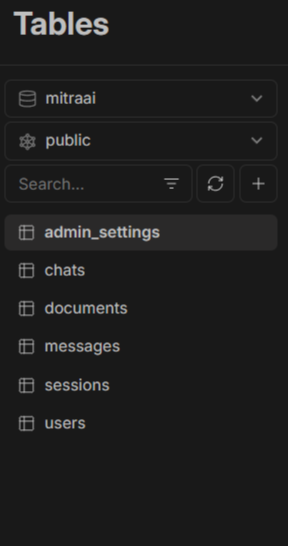 Tables
mitraai
public
Search...
admin_settings
chats
documents
messages
sessions
users